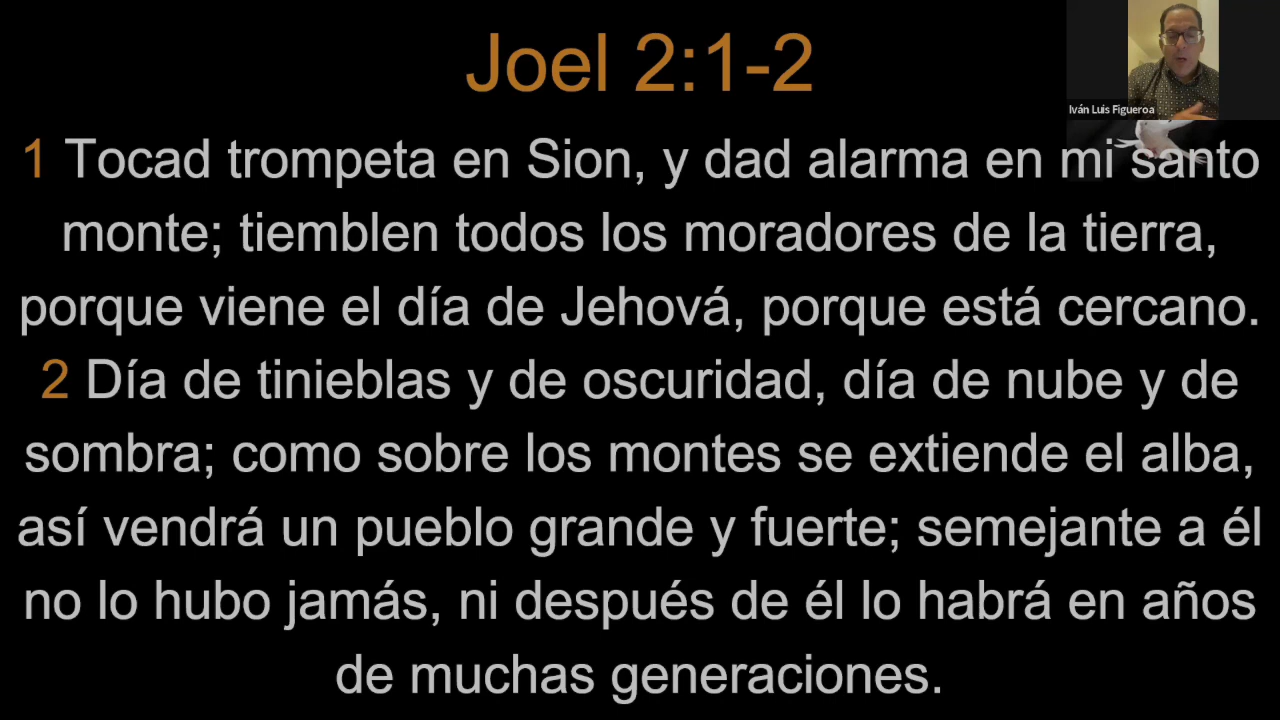 Joel 2:1-2
Iván Luis Figueroa
1 Tocad trompeta en Sion, y dad alarma en mi santo
monte; tiemblen todos los moradores de la tierra,
porque viene el día de Jehová, porque está cercano.
2 Día de tinieblas y de oscuridad, día de nube y de
sombra; como sobre los montes se extiende el alba,
así vendrá un pueblo grande y fuerte; semejante a él
no lo hubo jamás, ni después de él lo habrá en años
de muchas generaciones.